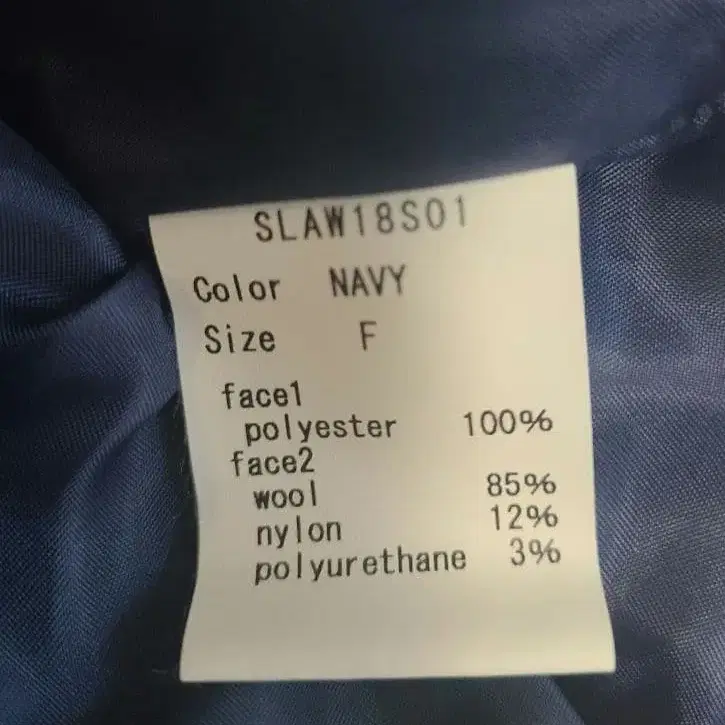 SLAW18S01
Color NAVY
Size F
face1
polyester 100%
face2
wool 85%
nylon 12%
polyurethane 3%